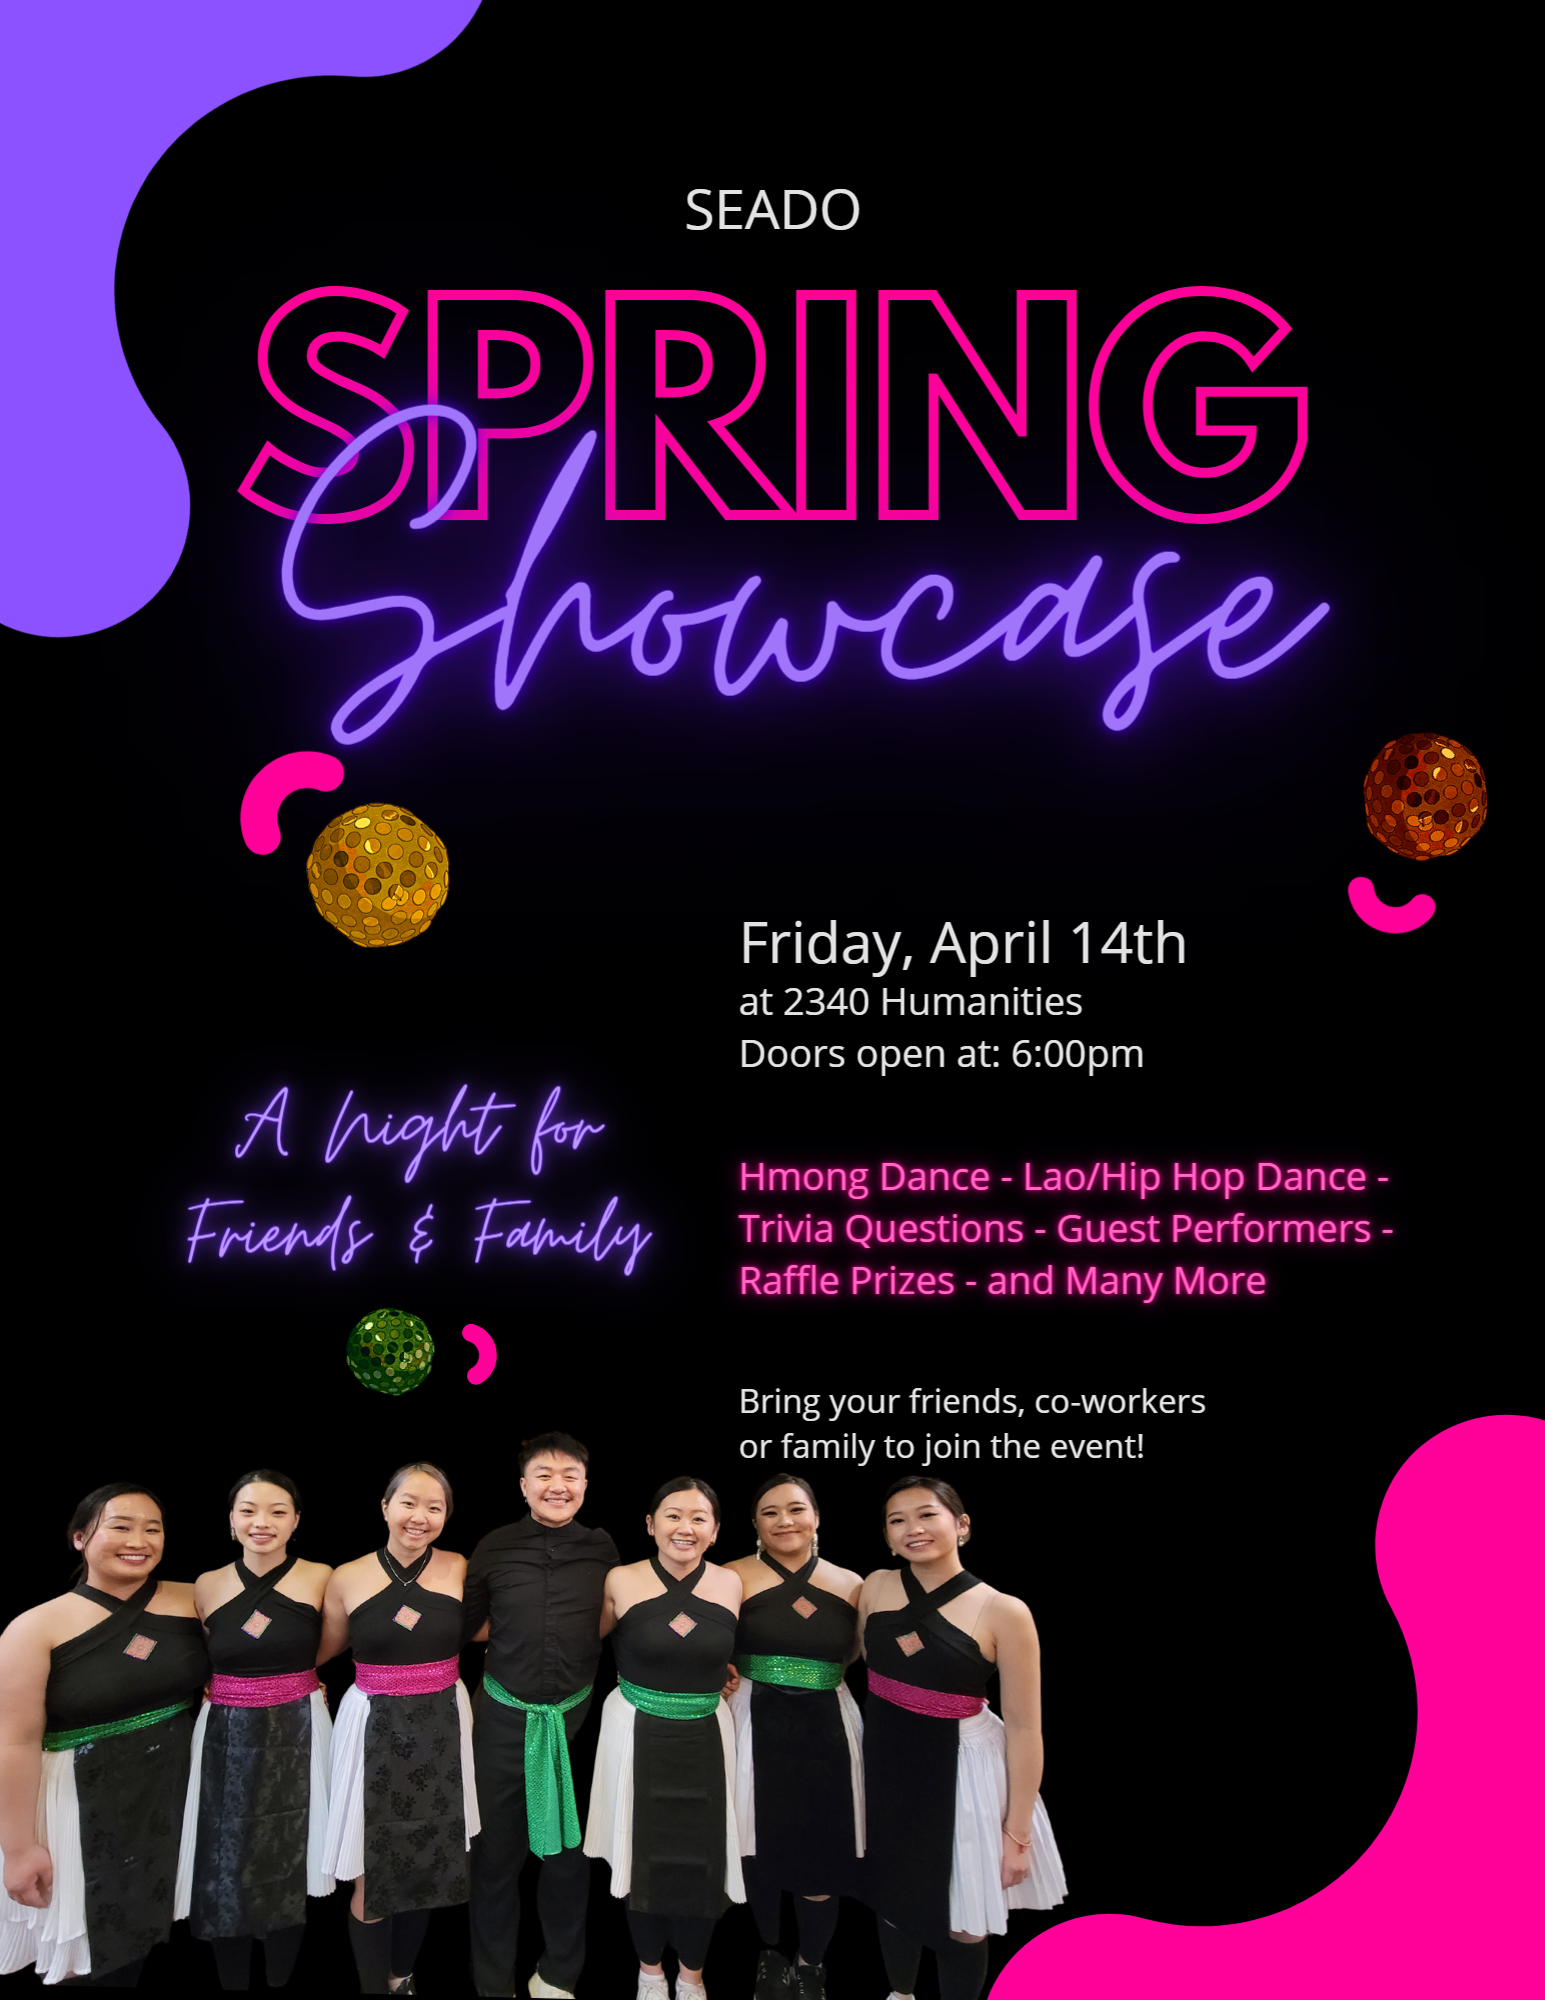 SEADO
SPRING
Showcase
Friday, April 14th
at 2340 Humanities
Doors open at: 6:00pm
A Night for
Friends & Family
Hmong Dance - Lao/Hip Hop Dance -
Trivia Questions - Guest Performers -
Raffle Prizes - and Many More
Bring your friends, co-workers
or family to join the event!